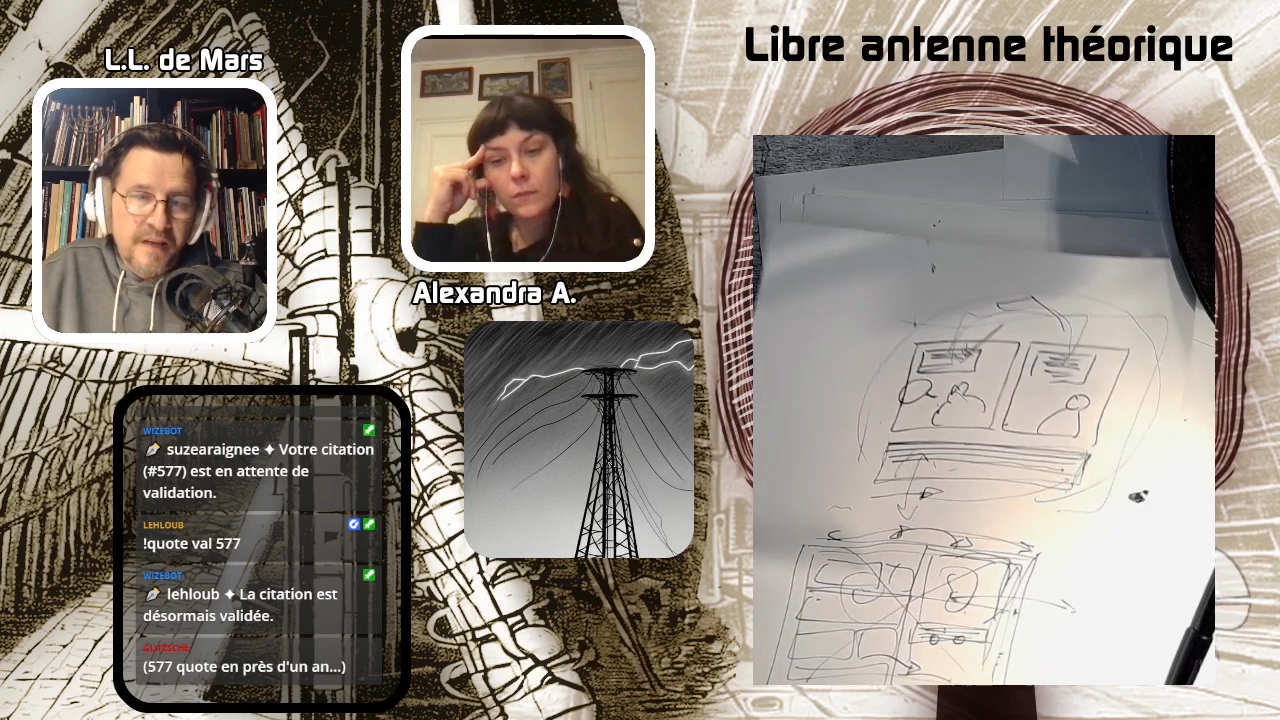 L.L. de Mars
Libre antenne théorique
Alexandra A.
WIZEBOT
suzearaignee ✦ Votre citation
(#577) est en attente de
validation.
LEHLOUB
!quote val 577
WIZEBOT
lehloub ✦ La citation est
désormais validée.
GLITZSCHE
(577 quote en près d'un an...)